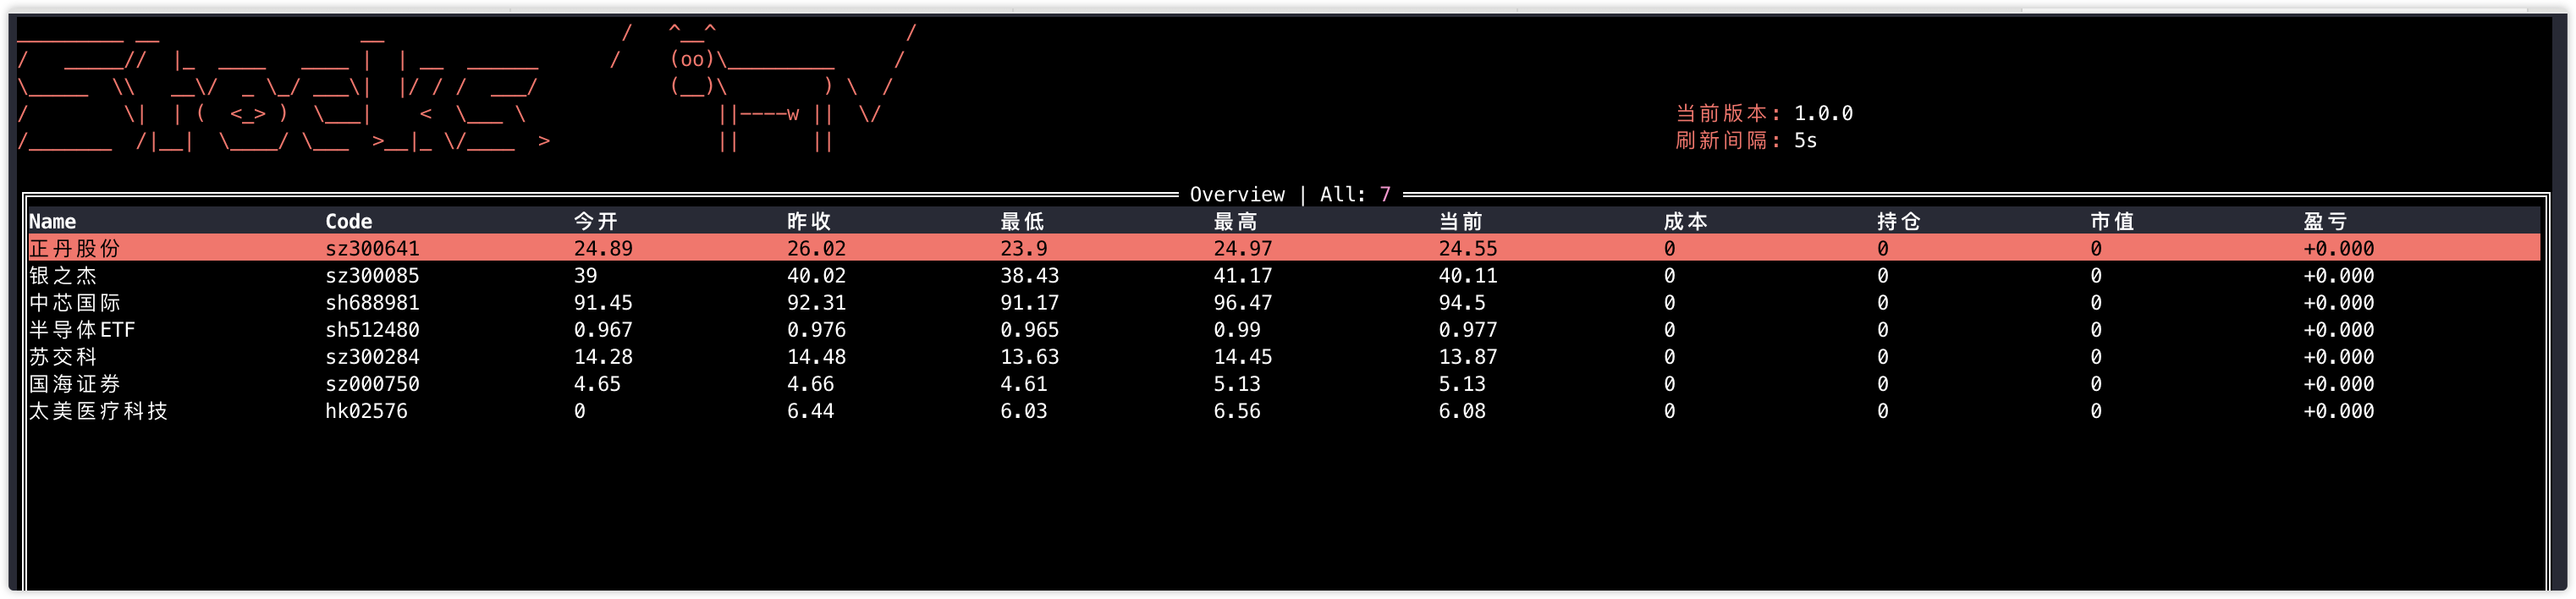 当前版本: 1.0.0
刷新间隔: 5s
Overview | All: 7
Name Code 今开 昨收 最低 最高 当前 成本 持仓 市值 盈亏
正丹股份 sz300641 24.89 26.02 23.9 24.97 24.55 0 0 0 +0.000
银之杰 sz300085 39 40.02 38.43 41.17 40.11 0 0 0 +0.000
中芯国际 sh688981 91.45 92.31 91.17 96.47 94.5 0 0 0 +0.000
半导体ETF sh512480 0.967 0.976 0.965 0.99 0.977 0 0 0 +0.000
苏交科 sz300284 14.28 14.48 13.63 14.45 13.87 0 0 0 +0.000
国海证券 sz000750 4.65 4.66 4.61 5.13 5.13 0 0 0 +0.000
太美医疗科技 hk02576 0 6.44 6.03 6.56 6.08 0 0 0 +0.000